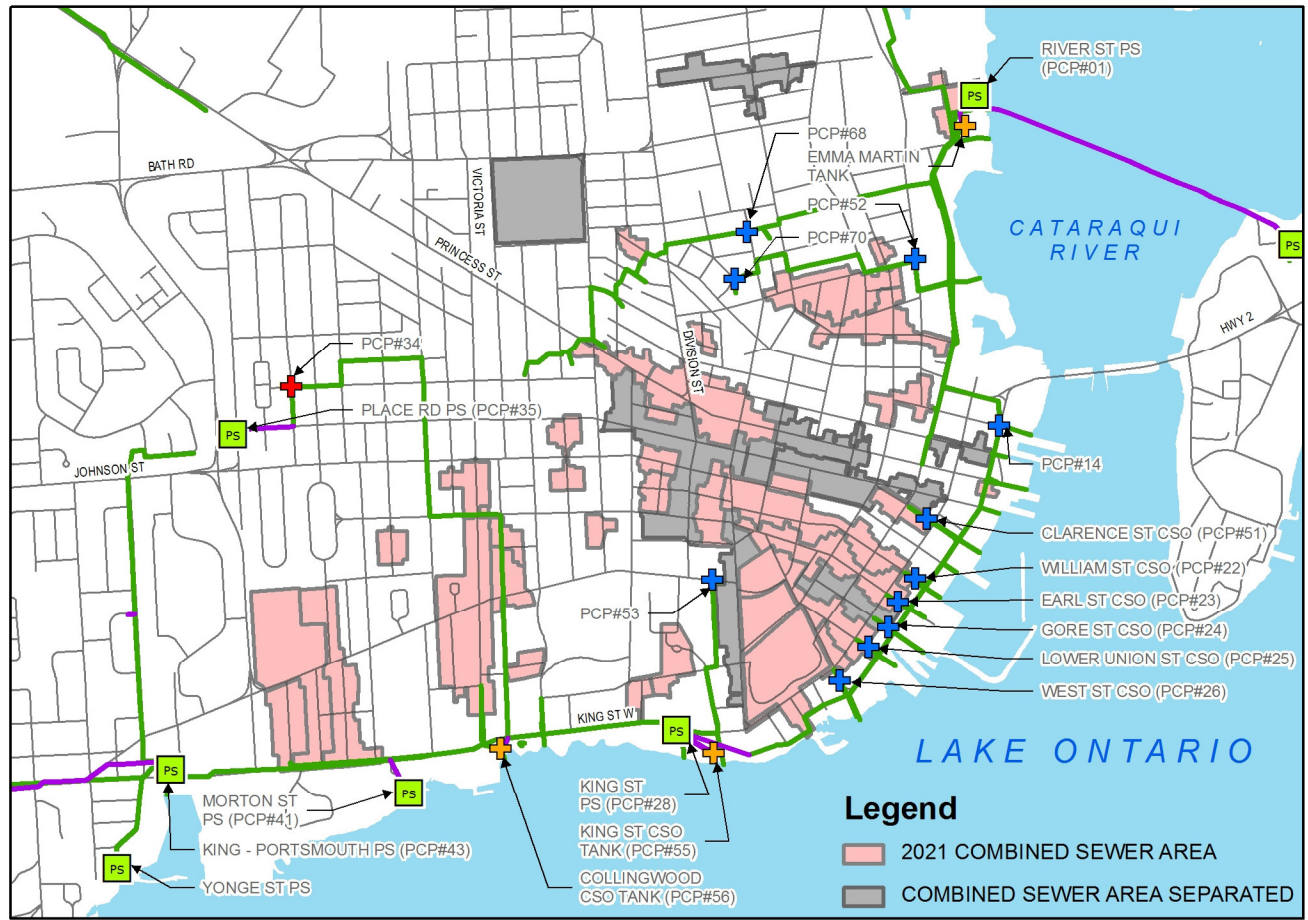 RIVER ST PS
(PCP#01)
PS
PCP#68
EMMA MARTIN
TANK
BATH RD
VICTORIA ST
PCP#52
CATARAQUI
RIVER
PS
PCP#70
PRINCESS ST
HWY 2
DIVISION ST
PCP#34
PLACE RD PS (PCP#35)
PS
JOHNSON ST
PCP#14
CLARENCE ST CSO (PCP#51)
WILLIAM ST CSO (PCP#22)
EARL ST CSO (PCP#23)
PCP#53
GORE ST CSO (PCP#24)
LOWER UNION ST CSO (PCP#25)
WEST ST CSO (PCP#26)
KING ST W
PS
LAKE ONTARIO
PS
PS
MORTON ST
PS (PCP#41)
KING - PORTSMOUTH PS (PCP#43)
PS
YONGE ST PS
KING ST
PS (PCP#28)
KING ST CSO
TANK (PCP#55)
COLLINGWOOD
CSO TANK (PCP#56)
Legend
2021 COMBINED SEWER AREA
COMBINED SEWER AREA SEPARATED